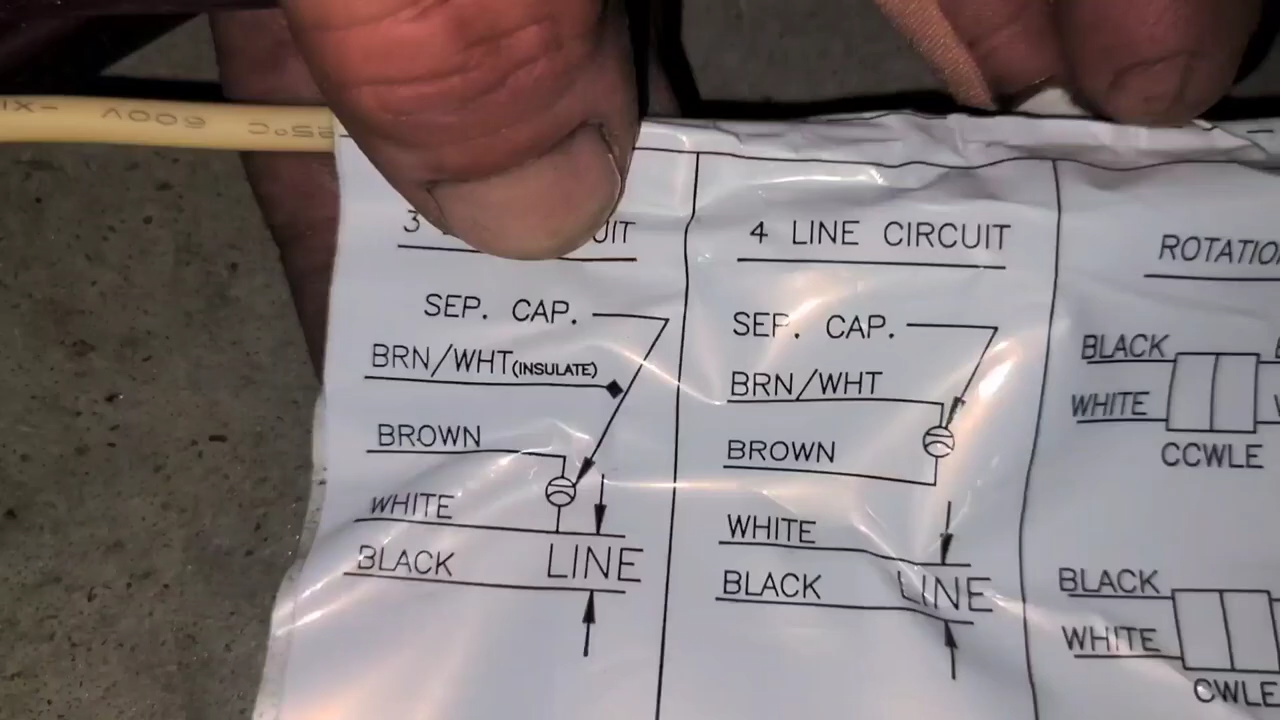 600V
3 UIT
SEP. CAP.
BRN/WHT(INSULATE)
BROWN
WHITE
BLACK LINE
4 LINE CIRCUIT
SEP. CAP.
BRN/WHT
BROWN
WHITE
BLACK LINE
ROTATIO
BLACK
WHITE
CCWLE
BLACK
WHITE
CWLE